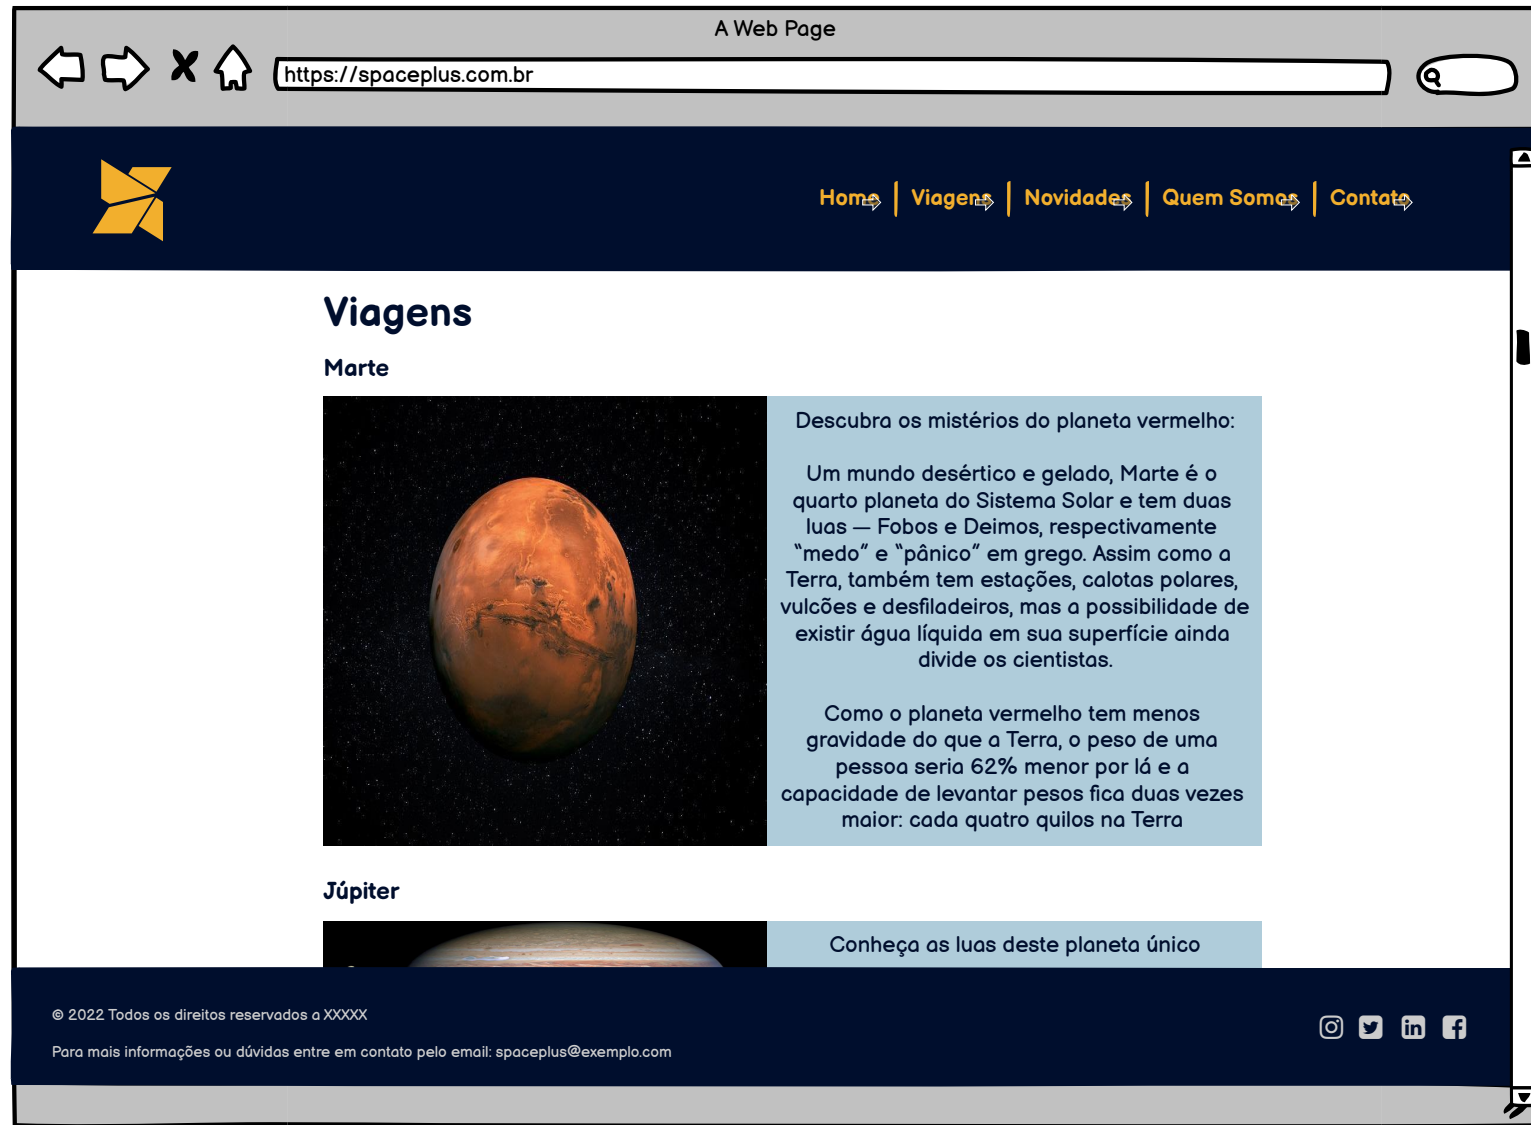 A Web Page
https://spaceplus.com.br
Home
Viagens
Novidades
Quem Somos
Contato
Viagens
Marte
Descubra os mistérios do planeta vermelho:
Um mundo desértico e gelado, Marte é o
quarto planeta do Sistema Solar e tem duas
luas — Fobos e Deimos, respectivamente
“medo” e “pânico” em grego. Assim como a
Terra, também tem estações, calotas polares,
vulcões e desfiladeiros, mas a possibilidade de
existir água líquida em sua superfície ainda
divide os cientistas.
Como o planeta vermelho tem menos
gravidade do que a Terra, o peso de uma
pessoa seria 62% menor por lá e a
capacidade de levantar pesos fica duas vezes
maior: cada quatro quilos na Terra
Júpiter
Conheça as luas deste planeta único
© 2022 Todos os direitos reservados a XXXXX
Para mais informações ou dúvidas entre em contato pelo email: spaceplus@exemplo.com